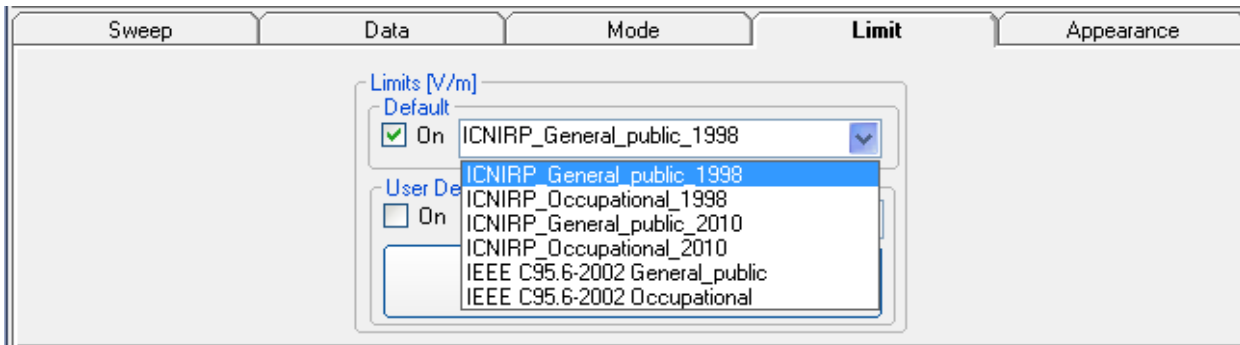 Sweep Data Mode Limit Appearance
Limits [V/m]
Default
On ICNIRP_General_public_1998
ICNIRP_General_public_1998
User De
ICNIRP_Occupational_1998
On ICNIRP_General_public_2010
ICNIRP_Occupational_2010
IEEE C95.6-2002 General_public
IEEE C95.6-2002 Occupational